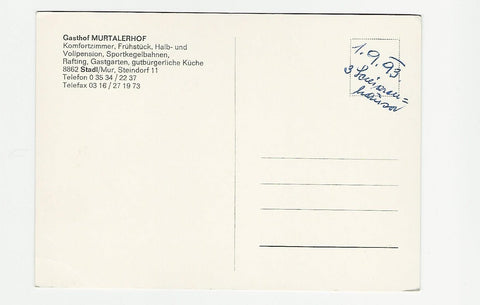 Gasthof MURTALERHOF
Komfortzimmer, Frühstück, Halb- und
Vollpension, Sportkegelbahnen,
Rafting, Gastgarten, gutbürgerliche Küche
8862 Stadl/Mur, Steindorf 11
Telefon 0 35 34 / 22 37
Telefax 03 16 / 27 19 73
1.9.93.
3